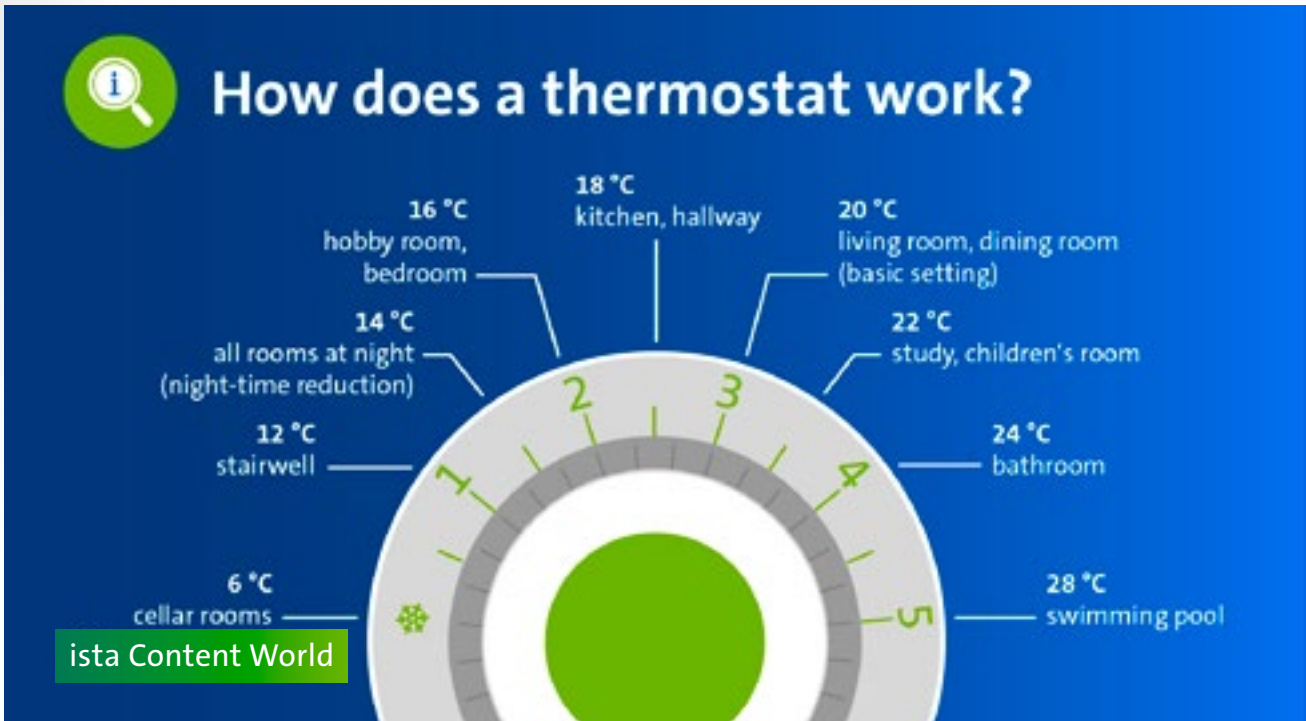 i
How does a thermostat work?
18 °C
kitchen, hallway
16 °C
hobby room,
bedroom
20 °C
living room, dining room
(basic setting)
14 °C
all rooms at night
(night-time reduction)
22 °C
study, children's room
12 °C
stairwell
24 °C
bathroom
6 °C
cellar rooms
28 °C
swimming pool
1
2
3
4
5
ista Content World